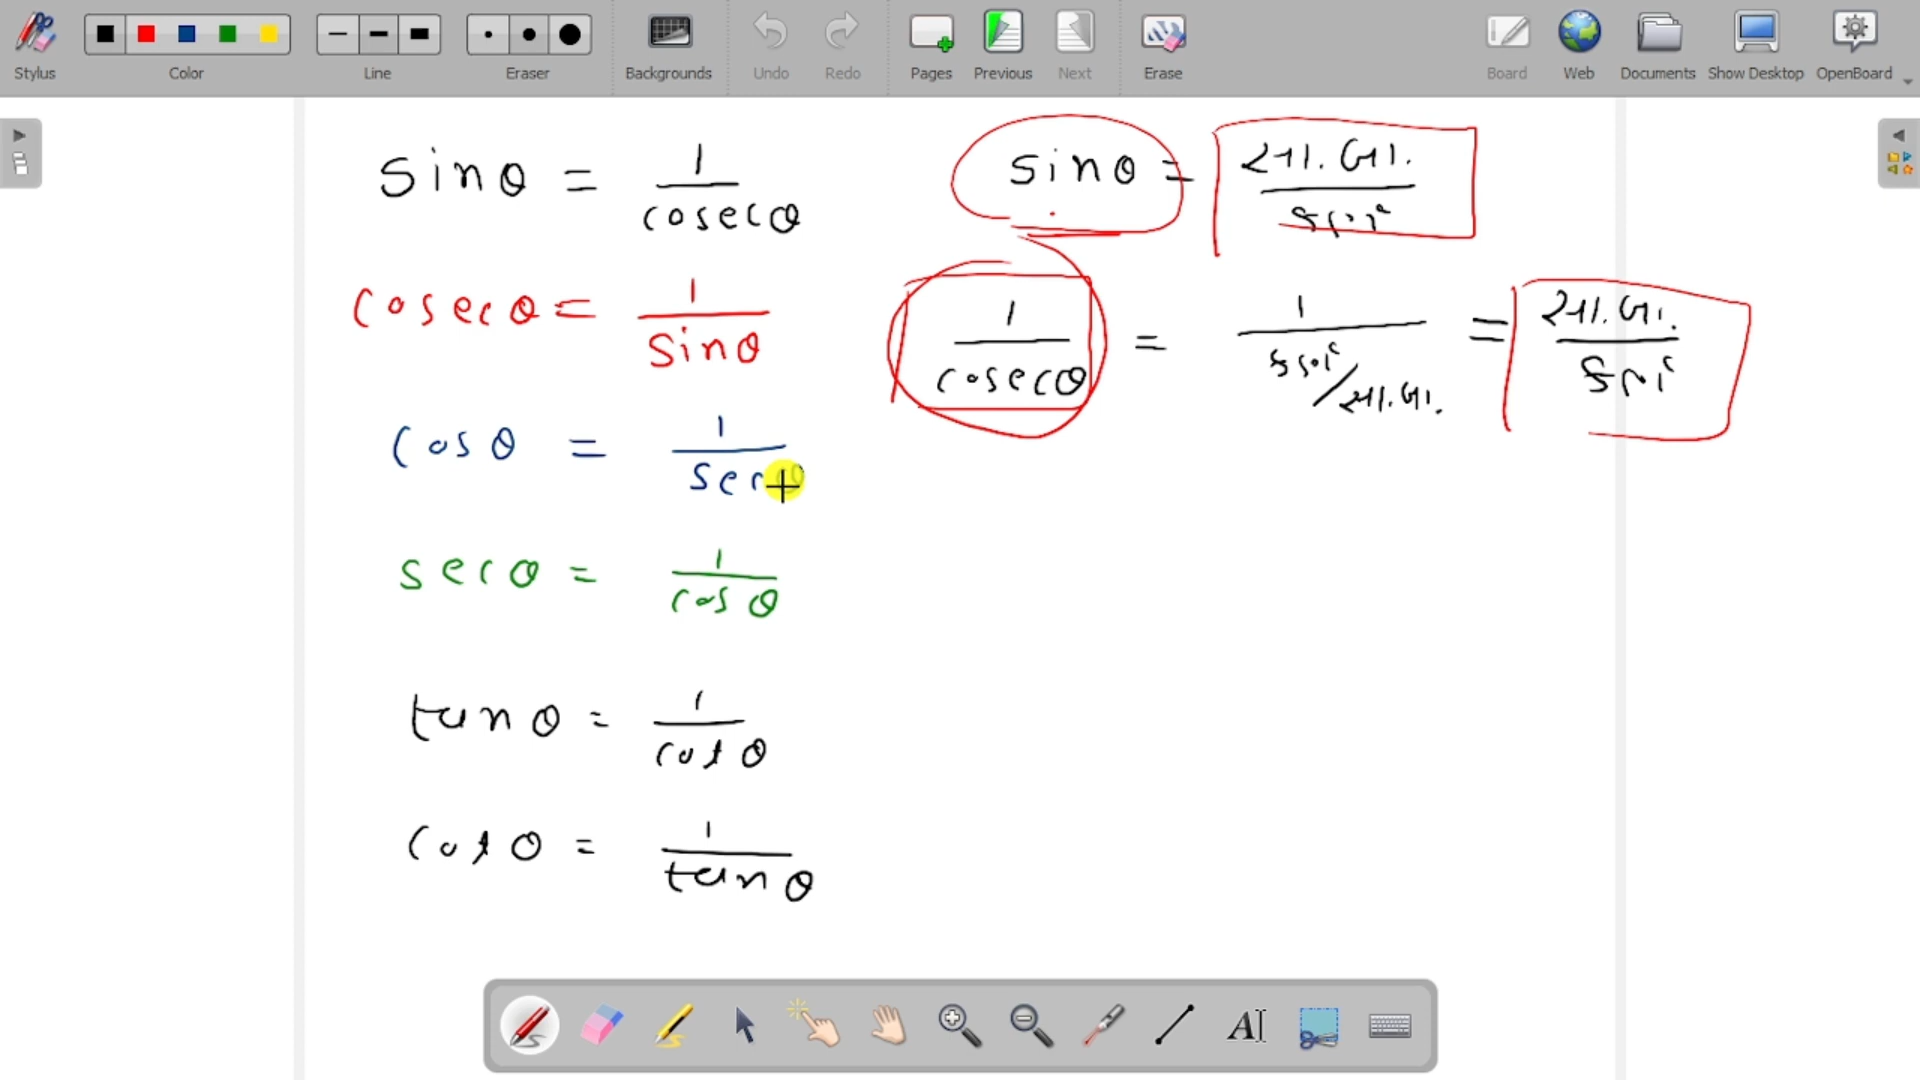 Stylus Color Line Eraser Backgrounds Undo Redo Pages Previous Next Erase Board Web Documents Show Desktop OpenBoard
sinθ = 1/cosecθ
cosecθ = 1/sinθ
cosθ = 1/secθ
secθ = 1/cosθ
tanθ = 1/cotθ
cotθ = 1/tanθ
sinθ = સા.બા./કર્ણ
1/cosecθ = 1/કર્ણ/સા.બા. = સા.બા./કર્ણ